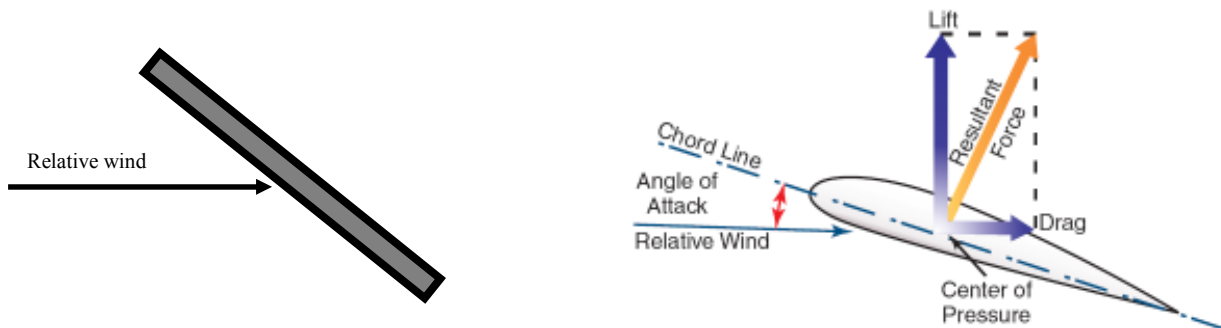 Relative wind
Lift
Resultant
Force
Chord Line
Angle of
Attack
Relative Wind
Drag
Center of
Pressure